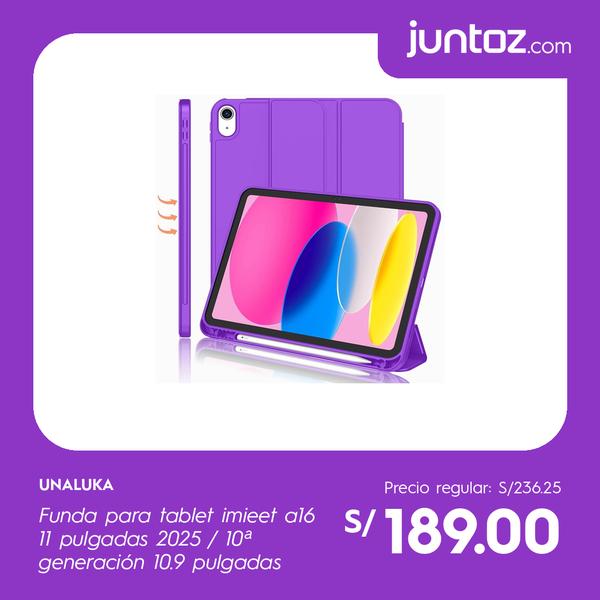 juntoz.com
UNALUKA
Funda para tablet imieet a16
11 pulgadas 2025 / 10ª
generación 10.9 pulgadas
Precio regular: S/236.25
S/189.00